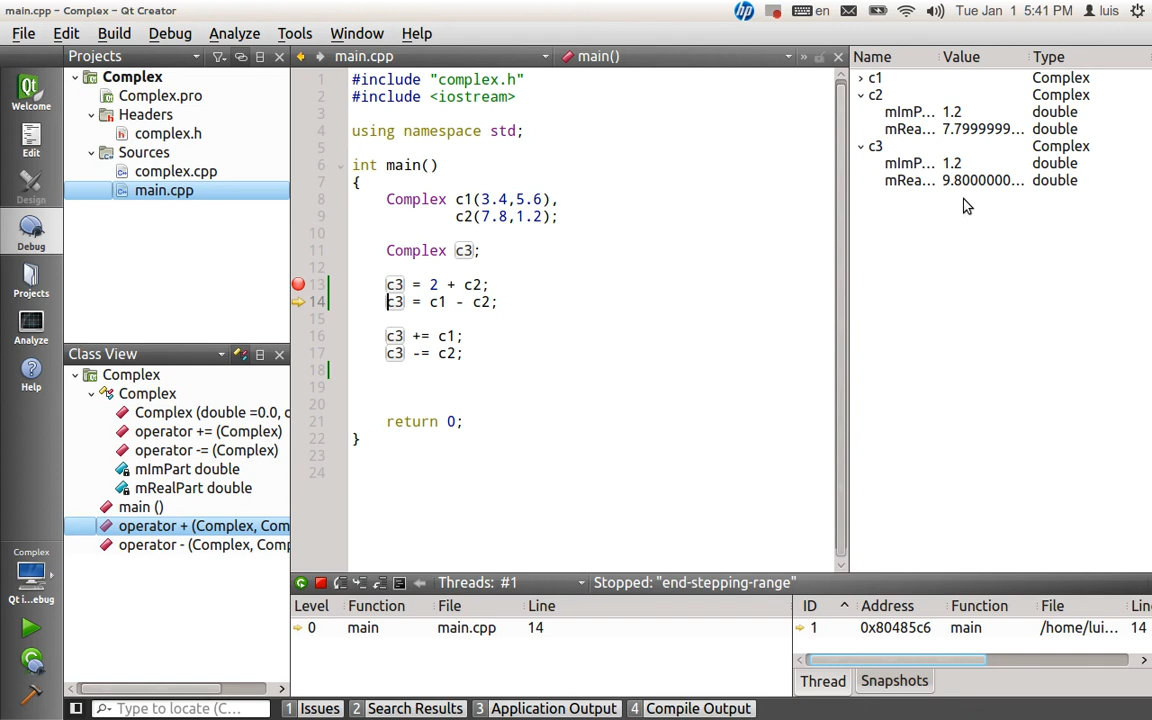 main.cpp - Complex - Qt Creator
en
Tue Jan 1 5:41 PM
luis
File Edit Build Debug Analyze Tools Window Help
Projects
main.cpp
main()
Name Value Type
Welcome
Edit
Design
Debug
Projects
Analyze
Help
Complex
Complex.pro
Headers
complex.h
Sources
complex.cpp
main.cpp
1 #include "complex.h"
2 #include <iostream>
3
4 using namespace std;
5
6 int main()
7 {
8 Complex c1(3.4,5.6),
9 c2(7.8,1.2);
10
11 Complex c3;
12
13 c3 = 2 + c2;
14 c3 = c1 - c2;
15
16 c3 += c1;
17 c3 -= c2;
18
19
20
21 return 0;
22 }
23
24
c1 Complex
c2 Complex
mImP... 1.2 double
mRea... 7.7999999... double
c3 Complex
mImP... 1.2 double
mRea... 9.8000000... double
Class View
Complex
Complex
Complex (double =0.0, c
operator += (Complex)
operator -= (Complex)
mImPart double
mRealPart double
main ()
operator + (Complex, Com
operator - (Complex, Comp
Complex
Qt i...ebug
Threads: #1
Stopped: "end-stepping-range"
Level Function File Line
0 main main.cpp 14
ID Address Function File Lin
1 0x80485c6 main /home/lui... 14
Thread Snapshots
Type to locate (C...
1 Issues 2 Search Results 3 Application Output 4 Compile Output